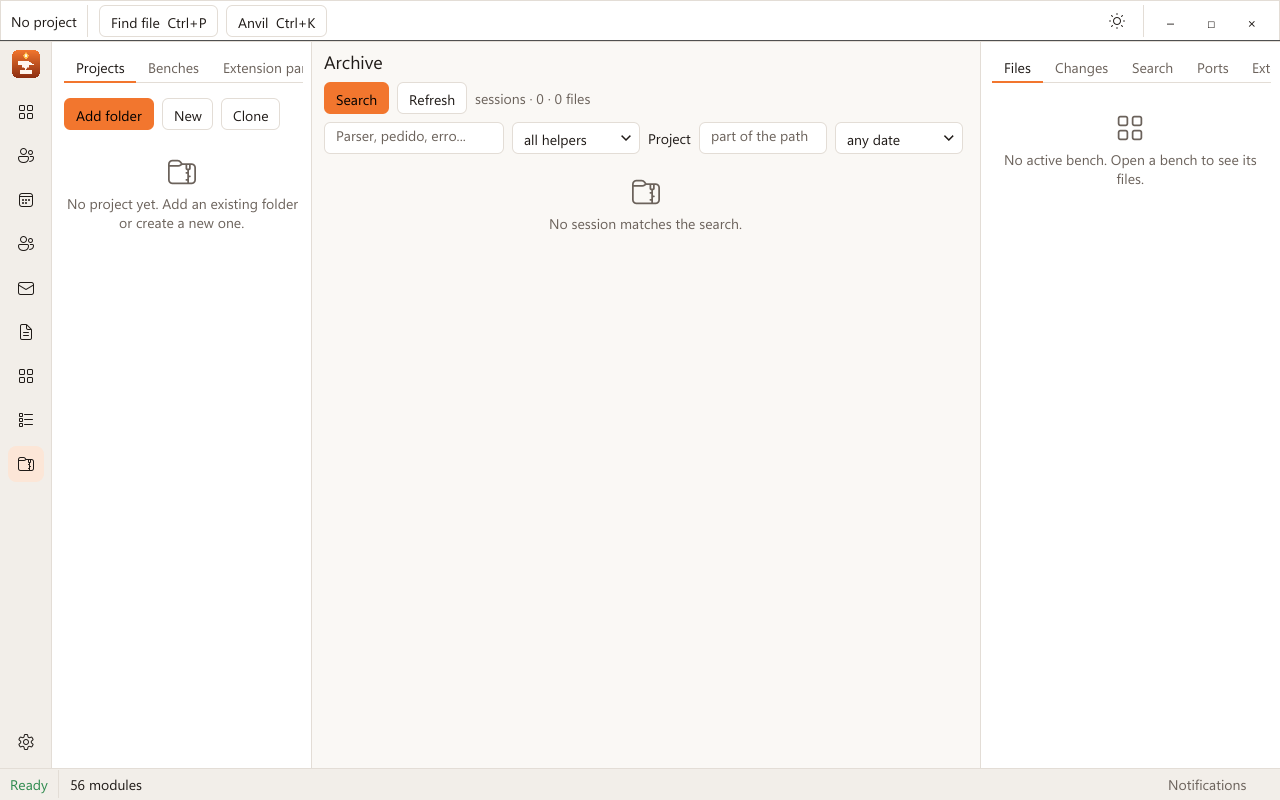 No project
Find file Ctrl+P
Anvil Ctrl+K
Projects
Benches
Extension par
Add folder
New
Clone
No project yet. Add an existing folder
or create a new one.
Archive
Search
Refresh
sessions · 0 · 0 files
Parser, pedido, erro...
all helpers
Project
part of the path
any date
No session matches the search.
Files
Changes
Search
Ports
Ext
No active bench. Open a bench to see its
files.
Ready
56 modules
Notifications